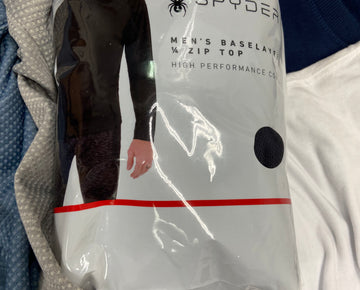 SPYDER
MEN'S BASELAYER
¼ ZIP TOP
HIGH PERFORMANCE